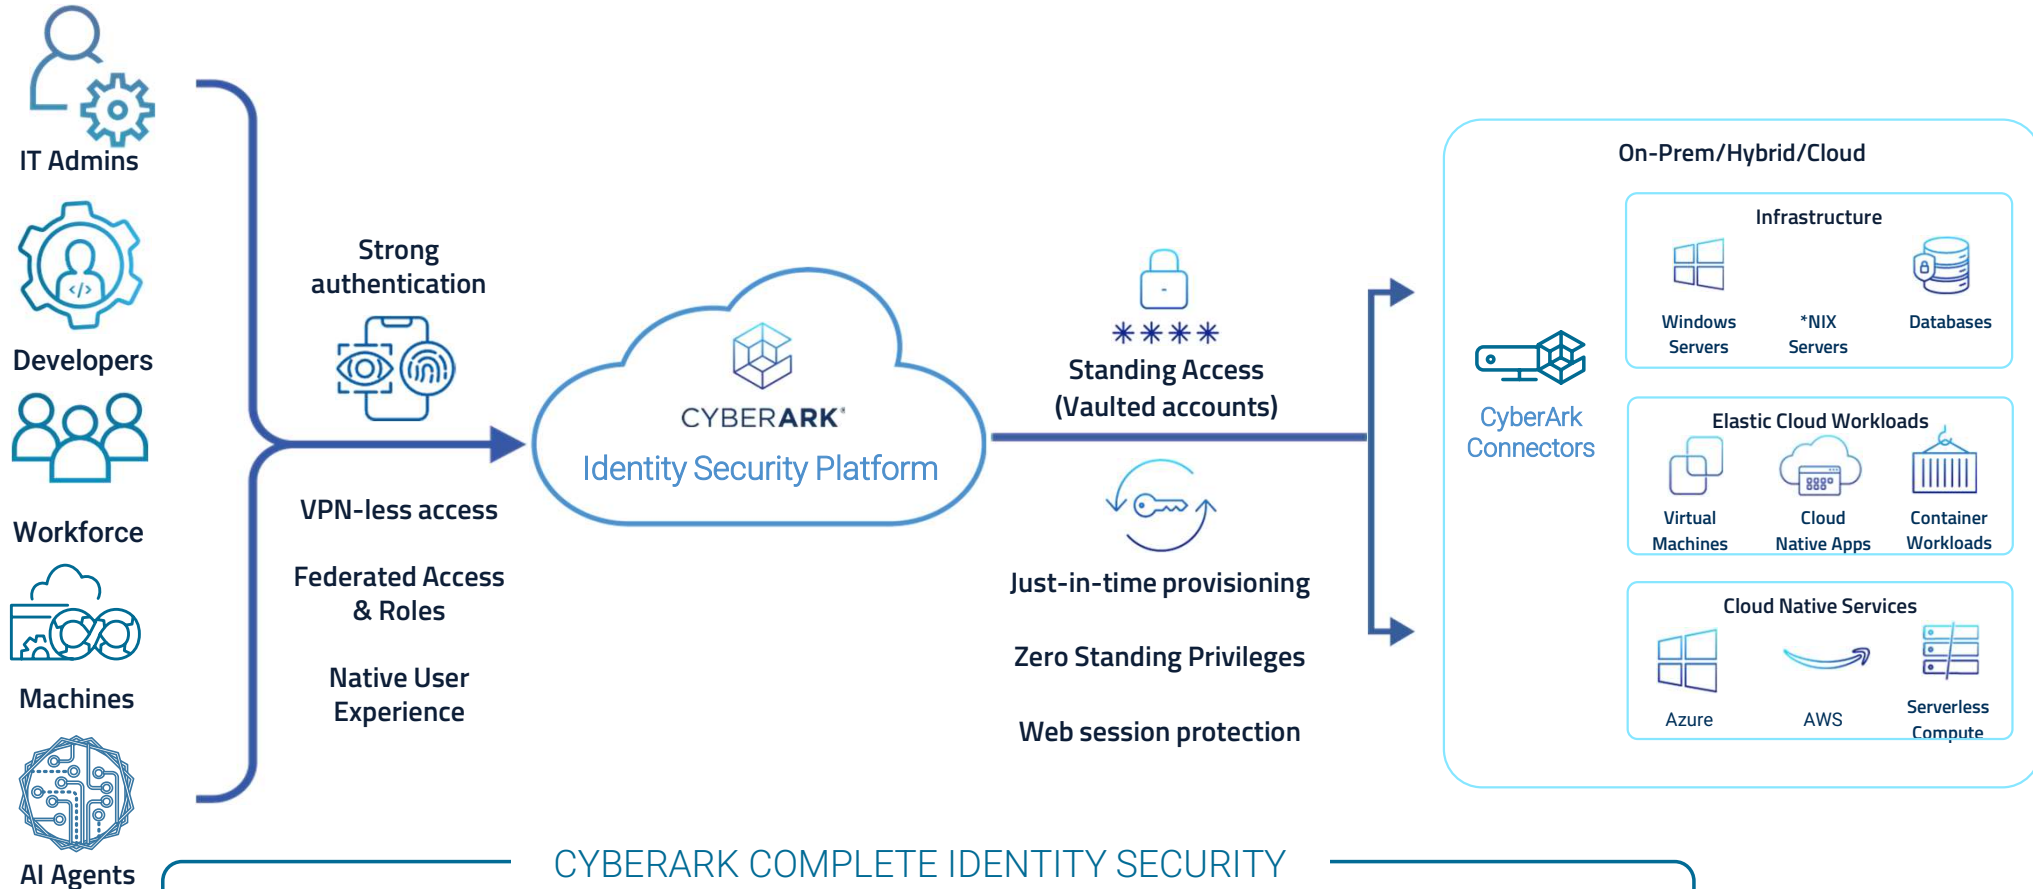 IT Admins
Developers
Workforce
Machines
AI Agents
Strong
authentication
VPN-less access
Federated Access
& Roles
Native User
Experience
CYBERARK®
Identity Security Platform
****
Standing Access
(Vaulted accounts)
Just-in-time provisioning
Zero Standing Privileges
Web session protection
On-Prem/Hybrid/Cloud
CyberArk
Connectors
Infrastructure
Windows
Servers
*NIX
Servers
Databases
Elastic Cloud Workloads
Virtual
Machines
Cloud
Native Apps
Container
Workloads
Cloud Native Services
Azure
AWS
Serverless
Compute
CYBERARK COMPLETE IDENTITY SECURITY